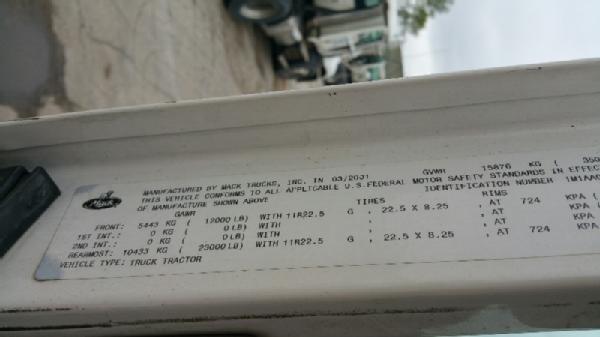 Mack
MANUFACTURED BY MACK TRUCKS, INC. IN 03/2001 GVWR 15876 KG ( 350
THIS VEHICLE CONFORMS TO ALL APPLICABLE U.S.FEDERAL MOTOR SAFETY STANDARDS IN EFFEC
OF MANUFACTURE SHOWN ABOVE IDENTIFICATION NUMBER 1M1AA
GAWR TIRES RIMS
FRONT: 5443 KG ( 12000 LB) WITH 11R22.5 G , 22.5 X 8.25 , AT 724 KPA (
1ST INT.: 0 KG ( 0 LB) WITH , , AT KPA (
2ND INT.: 0 KG ( 0 LB) WITH , , AT KPA (
REARMOST: 10433 KG ( 23000 LB) WITH 11R22.5 G , 22.5 X 8.25 , AT 724 KPA
VEHICLE TYPE: TRUCK TRACTOR